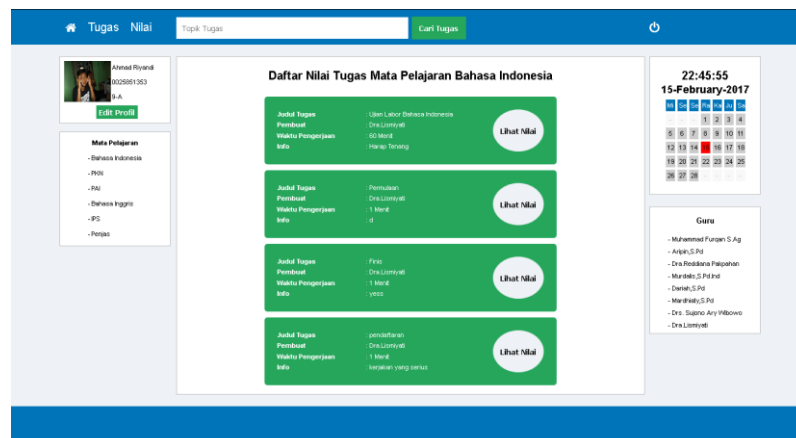 Tugas Nilai
Topik Tugas
Cari Tugas
Ahmad Riyandi
0025851353
9-A
Edit Profil
Mata Pelajaran
- Bahasa Indonesia
- PKN
- PAI
- Bahasa Inggris
- IPS
- Penjas
Daftar Nilai Tugas Mata Pelajaran Bahasa Indonesia
Judul Tugas : Ujian Labor Bahasa Indonesia
Pembuat : Dra.Lismiyati
Waktu Pengerjaan : 60 Menit
Info : Harap Tenang
Lihat Nilai
Judul Tugas : Permulaan
Pembuat : Dra.Lismiyati
Waktu Pengerjaan : 1 Menit
Info : d
Lihat Nilai
Judul Tugas : Finic
Pembuat : Dra.Lismiyati
Waktu Pengerjaan : 1 Menit
Info : yess
Lihat Nilai
Judul Tugas : pendaftaran
Pembuat : Dra.Lismiyati
Waktu Pengerjaan : 1 Menit
Info : kerjakan yang serius
Lihat Nilai
22:45:55
15-February-2017
Mi Se Se Ra Ka Ju Sa
- - - 1 2 3 4
5 6 7 8 9 10 11
12 13 14 15 16 17 18
19 20 21 22 23 24 25
26 27 28 - - - -
Guru
- Muhammad Furqan S.Ag
- Aripin,S.Pd
- Dra.Reddiana Pakpahan
- Murdalis,S.Pd.Ind
- Dariah,S.Pd
- Mardhiaty,S.Pd
- Drs. Sujono Ary Wibowo
- Dra.Lismiyati